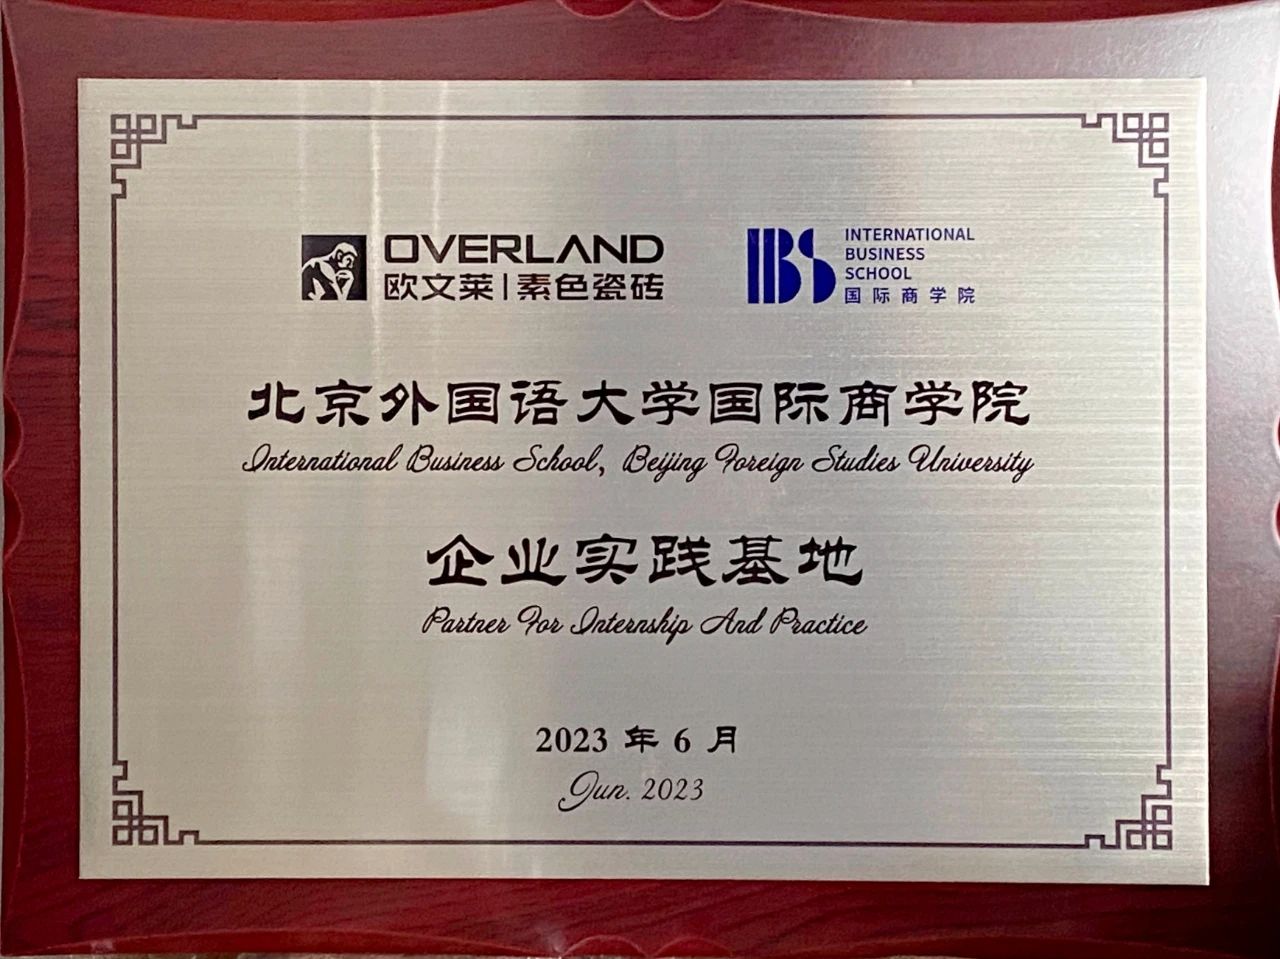 OVERLAND
欧文莱|素色瓷砖
IBS
INTERNATIONAL
BUSINESS
SCHOOL
国际商学院
北京外国语大学国际商学院
International Business School, Beijing Foreign Studies University
企业实践基地
Partner For Internship And Practice
2023 年 6 月
Jun. 2023